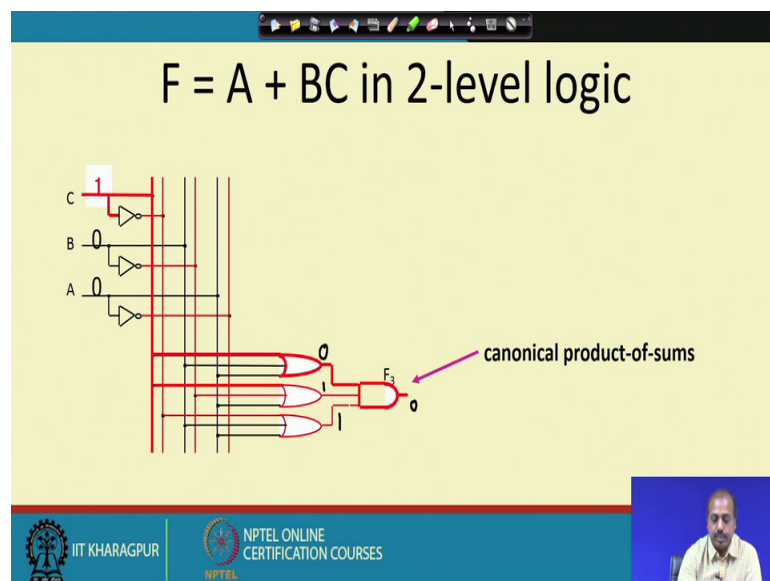 F = A + BC in 2-level logic
C 1
B 0
A 0
0
F3
canonical product-of-sums
1
0
1
IIT KHARAGPUR
NPTEL ONLINE
CERTIFICATION COURSES
NPTEL